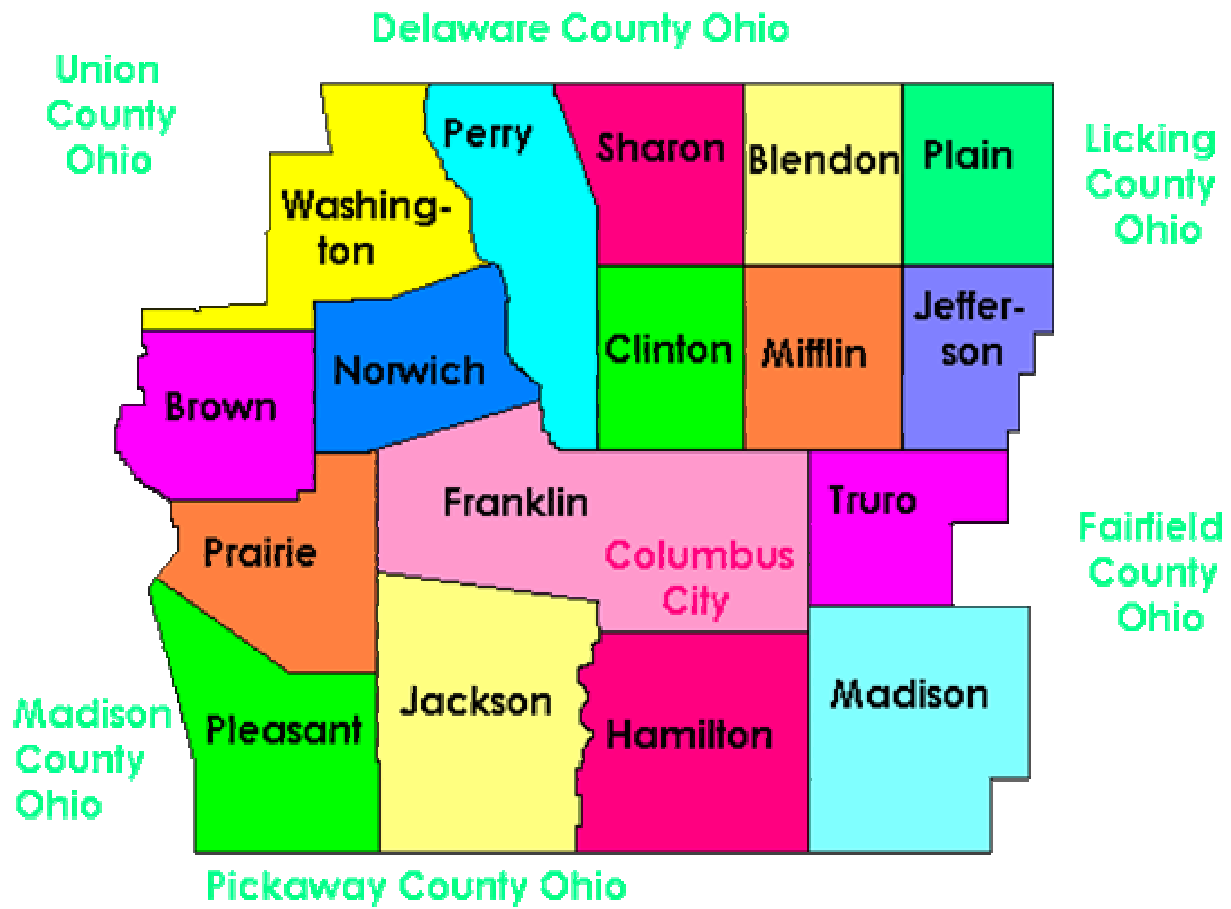 Delaware County Ohio
Union
County
Ohio
Perry
Sharon
Blendon
Plain
Licking
County
Ohio
Washing-
ton
Jeffer-
son
Norwich
Clinton
Mifflin
Brown
Franklin
Truro
Prairie
Columbus
City
Fairfield
County
Ohio
Madison
County
Ohio
Pleasant
Jackson
Hamilton
Madison
Pickaway County Ohio